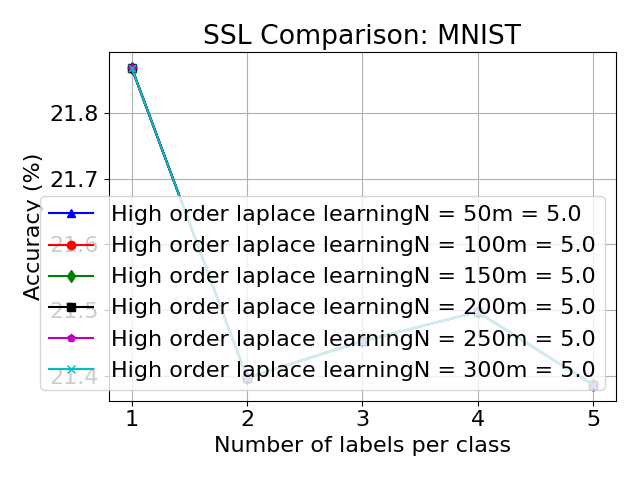 SSL Comparison: MNIST
Accuracy (%)
21.8
21.7
21.6
21.5
21.4
High order laplace learningN = 50m = 5.0
High order laplace learningN = 100m = 5.0
High order laplace learningN = 150m = 5.0
High order laplace learningN = 200m = 5.0
High order laplace learningN = 250m = 5.0
High order laplace learningN = 300m = 5.0
1 2 3 4 5
Number of labels per class